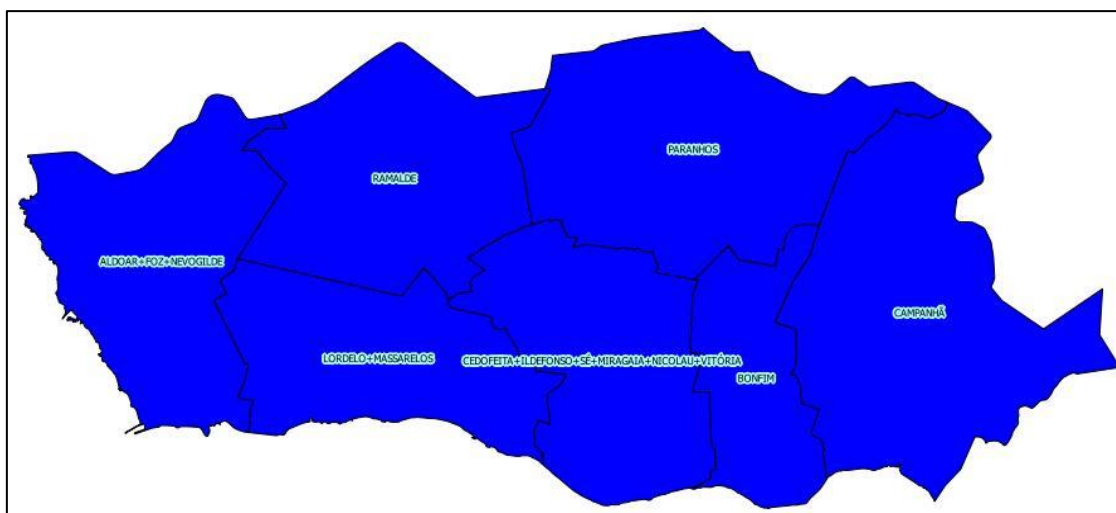 PARANHOS
RAMALDE
ALDOAR+FOZ+NEVOGILDE
CAMPANHÃ
LORDELO+MASSARELOS
CEDOFEITA+ILDEFONSO+SÉ+MIRAGAIA+NICOLAU+VITÓRIA
BONFIM